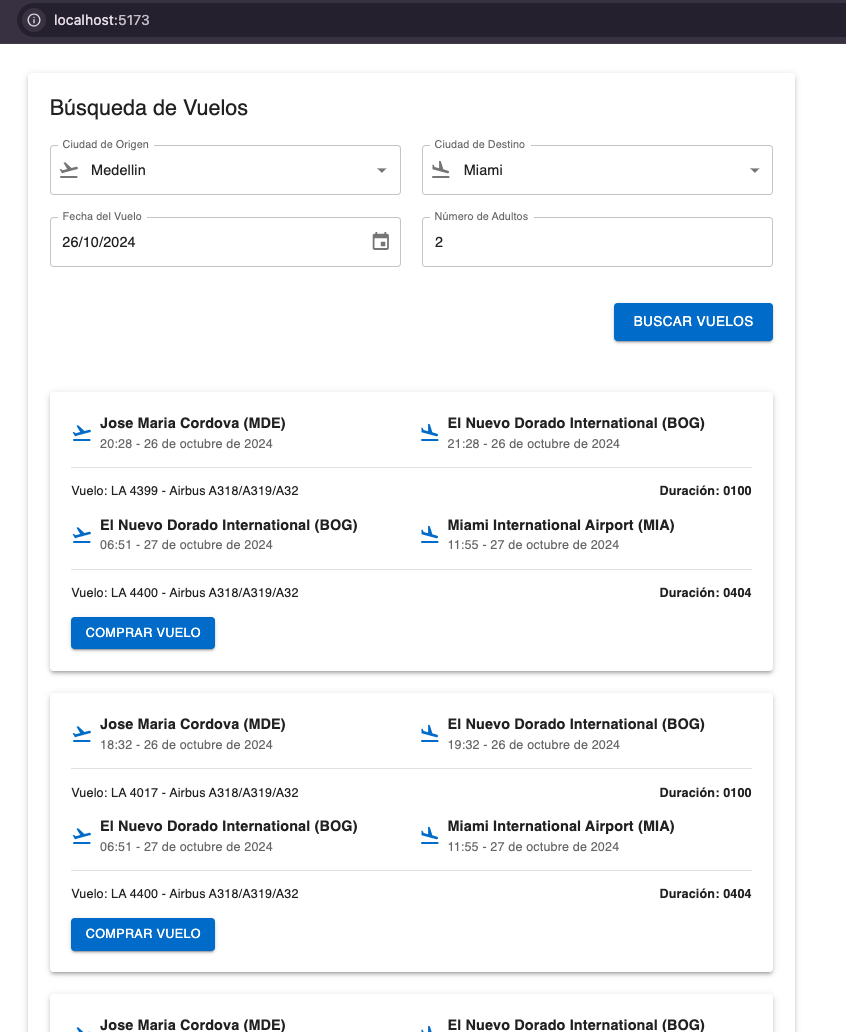 localhost:5173
Búsqueda de Vuelos
Ciudad de Origen
Medellin
Ciudad de Destino
Miami
Fecha del Vuelo
26/10/2024
Número de Adultos
2
BUSCAR VUELOS
Jose Maria Cordova (MDE)
20:28 - 26 de octubre de 2024
El Nuevo Dorado International (BOG)
21:28 - 26 de octubre de 2024
Vuelo: LA 4399 - Airbus A318/A319/A32
Duración: 0100
El Nuevo Dorado International (BOG)
06:51 - 27 de octubre de 2024
Miami International Airport (MIA)
11:55 - 27 de octubre de 2024
Vuelo: LA 4400 - Airbus A318/A319/A32
Duración: 0404
COMPRAR VUELO
Jose Maria Cordova (MDE)
18:32 - 26 de octubre de 2024
El Nuevo Dorado International (BOG)
19:32 - 26 de octubre de 2024
Vuelo: LA 4017 - Airbus A318/A319/A32
Duración: 0100
El Nuevo Dorado International (BOG)
06:51 - 27 de octubre de 2024
Miami International Airport (MIA)
11:55 - 27 de octubre de 2024
Vuelo: LA 4400 - Airbus A318/A319/A32
Duración: 0404
COMPRAR VUELO
Jose Maria Cordova (MDE)
El Nuevo Dorado International (BOG)